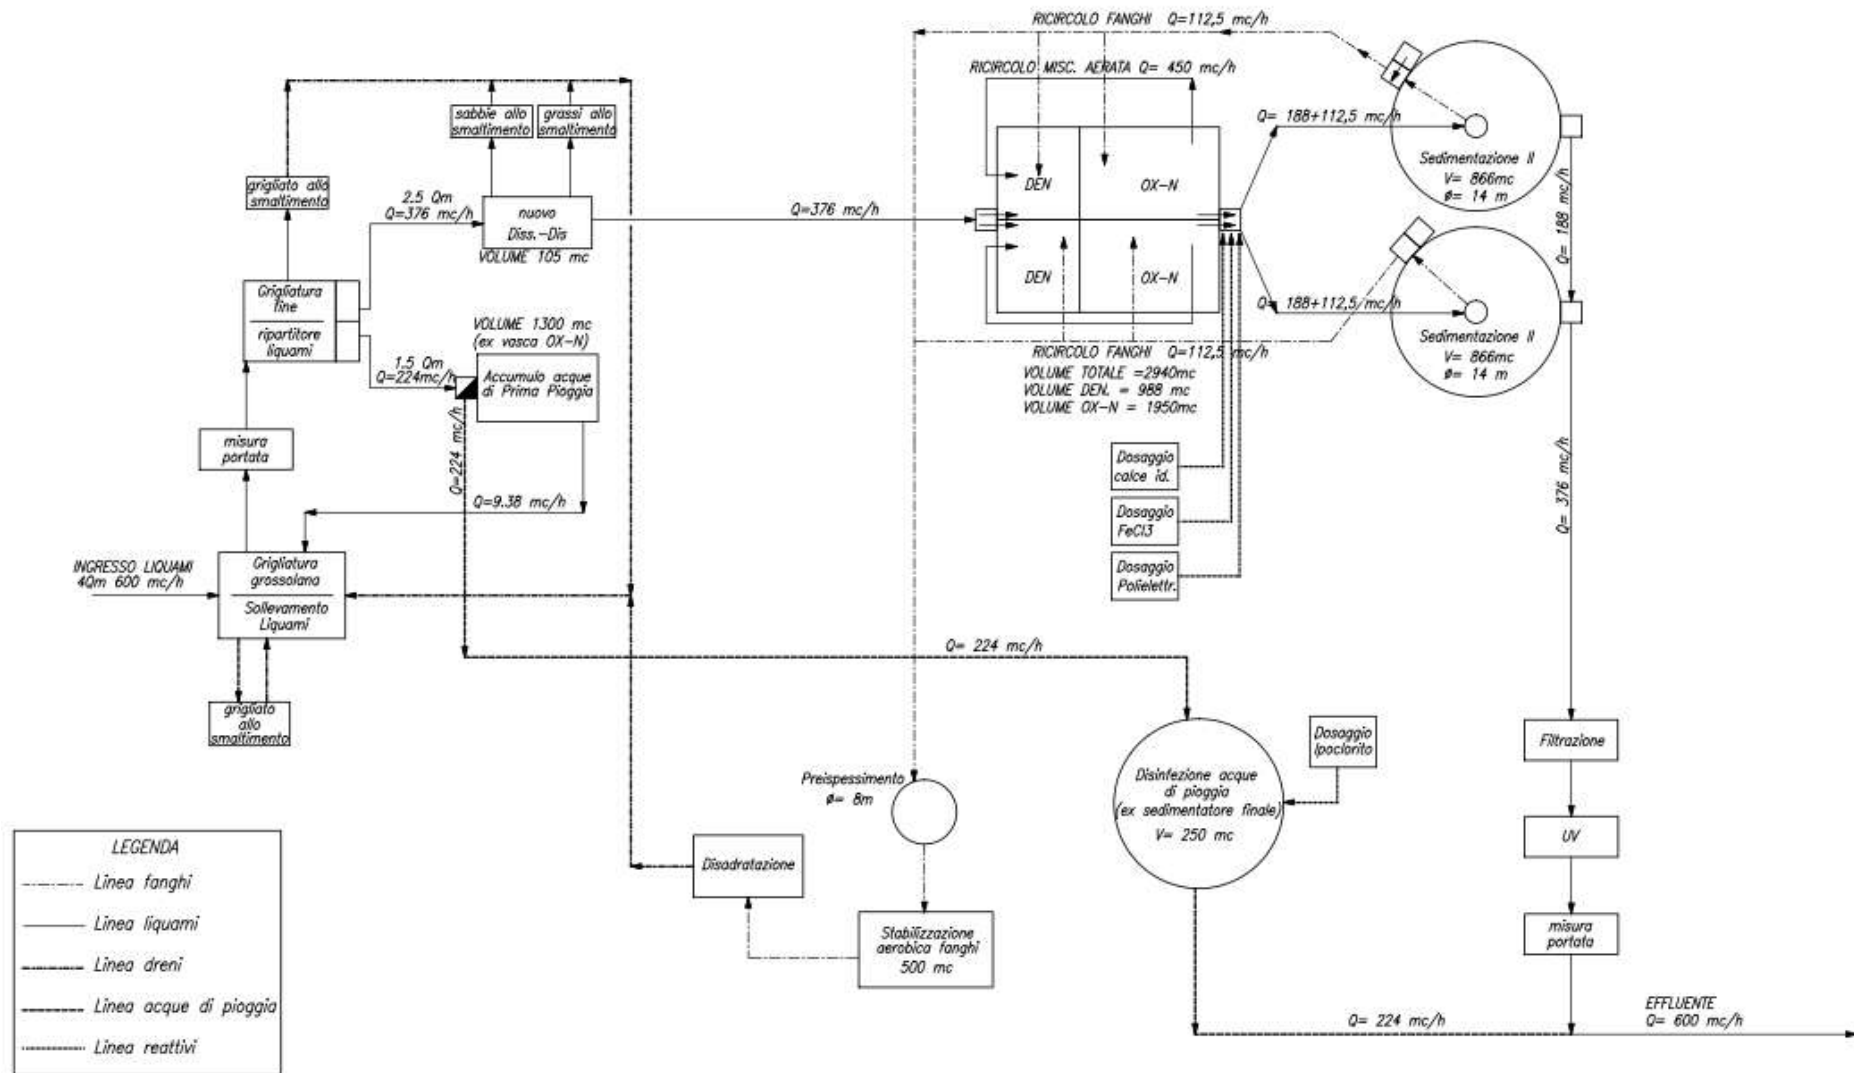 RICIRCOLO FANGHI Q=112,5 mc/h
RICIRCOLO MISC. AERATA Q= 450 mc/h
sabbie allo
smaltimento
grassi allo
smaltimento
grigliato allo
smaltimento
2.5 Qm
Q=376 mc/h
nuovo
Diss.-Dis
VOLUME 105 mc
Q=376 mc/h
DEN
OX-N
DEN
OX-N
Q= 188+112,5 mc/h
Q= 188+112,5 mc/h
Sedimentazione II
V= 866mc
ø= 14 m
Q= 188 mc/h
Sedimentazione II
V= 866mc
ø= 14 m
Grigliatura
fine
ripartitore
liquami
VOLUME 1300 mc
(ex vasca OX-N)
1.5 Qm
Q=224mc/h
Accumulo acque
di Prima Pioggia
RICIRCOLO FANGHI Q=112,5 mc/h
VOLUME TOTALE =2940mc
VOLUME DEN. = 988 mc
VOLUME OX-N = 1950mc
misura
portata
Q=224 mc/h
Q=9.38 mc/h
Dosaggio
calce id.
Dosaggio
FeCl3
Dosaggio
Polielettr.
Q= 376 mc/h
INGRESSO LIQUAMI
4Qm 600 mc/h
Grigliatura
grossolana
Sollevamento
Liquami
grigliato
allo
smaltimento
Q= 224 mc/h
Preispessimento
ø= 8m
Disinfezione acque
di pioggia
(ex sedimentatore finale)
V= 250 mc
Dosaggio
Ipoclorito
Filtrazione
UV
misura
portata
Disadratazione
Stabilizzazione
aerobica fanghi
500 mc
Q= 224 mc/h
EFFLUENTE
Q= 600 mc/h
LEGENDA
Linea fanghi
Linea liquami
Linea dreni
Linea acque di pioggia
Linea reattivi